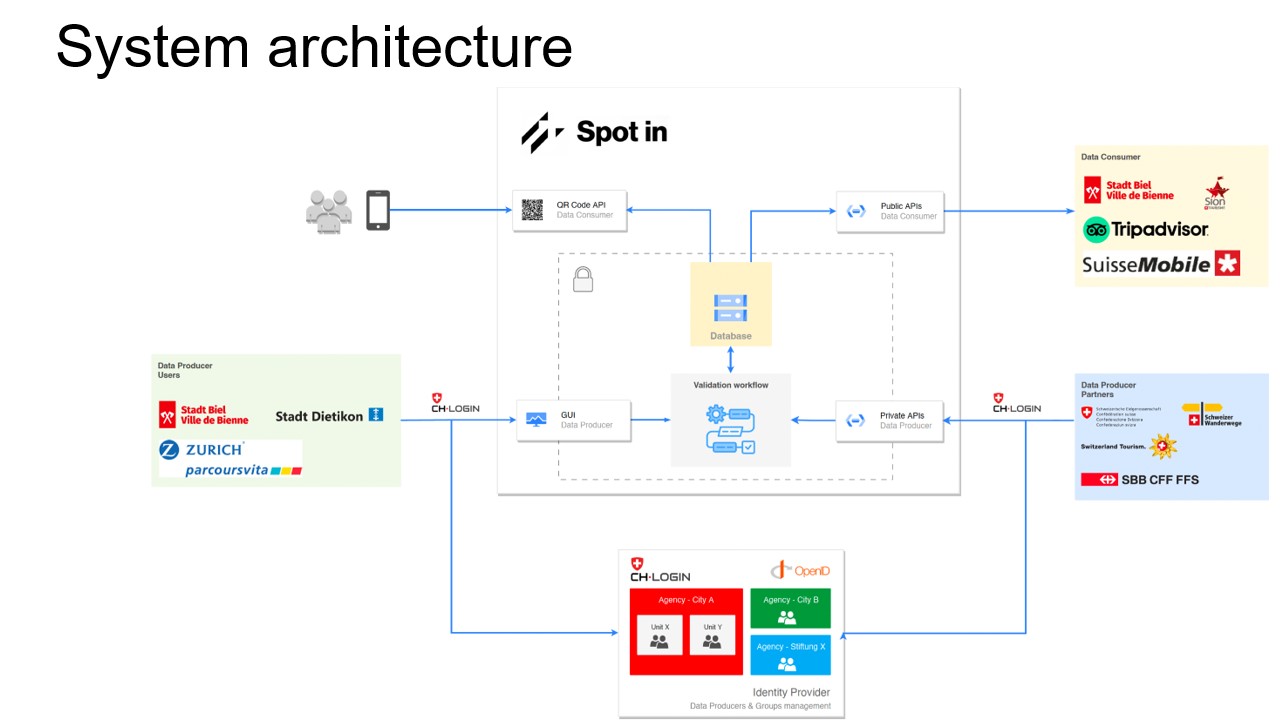 System architecture
Spot in
QR Code API
Data Consumer
Public APIs
Data Consumer
Data Consumer
Stadt Biel
Ville de Bienne
Sion
Tripadvisor
SuisseMobile
Database
Data Producer
Users
Stadt Biel
Ville de Bienne
Stadt Dietikon
ZURICH
parcoursvita
CH-LOGIN
GUI
Data Producer
Validation workflow
Private APIs
Data Producer
CH-LOGIN
Data Producer
Partners
Schweizerische Eidgenossenschaft
Confédération suisse
Confederazione Svizzera
Confederaziun svizra
Schweizer
Wanderwege
Switzerland Tourism.
SBB CFF FFS
CH-LOGIN
OpenID
Agency - City A
Unit X
Unit Y
Agency - City B
Agency - Stiftung X
Identity Provider
Data Producers & Groups management